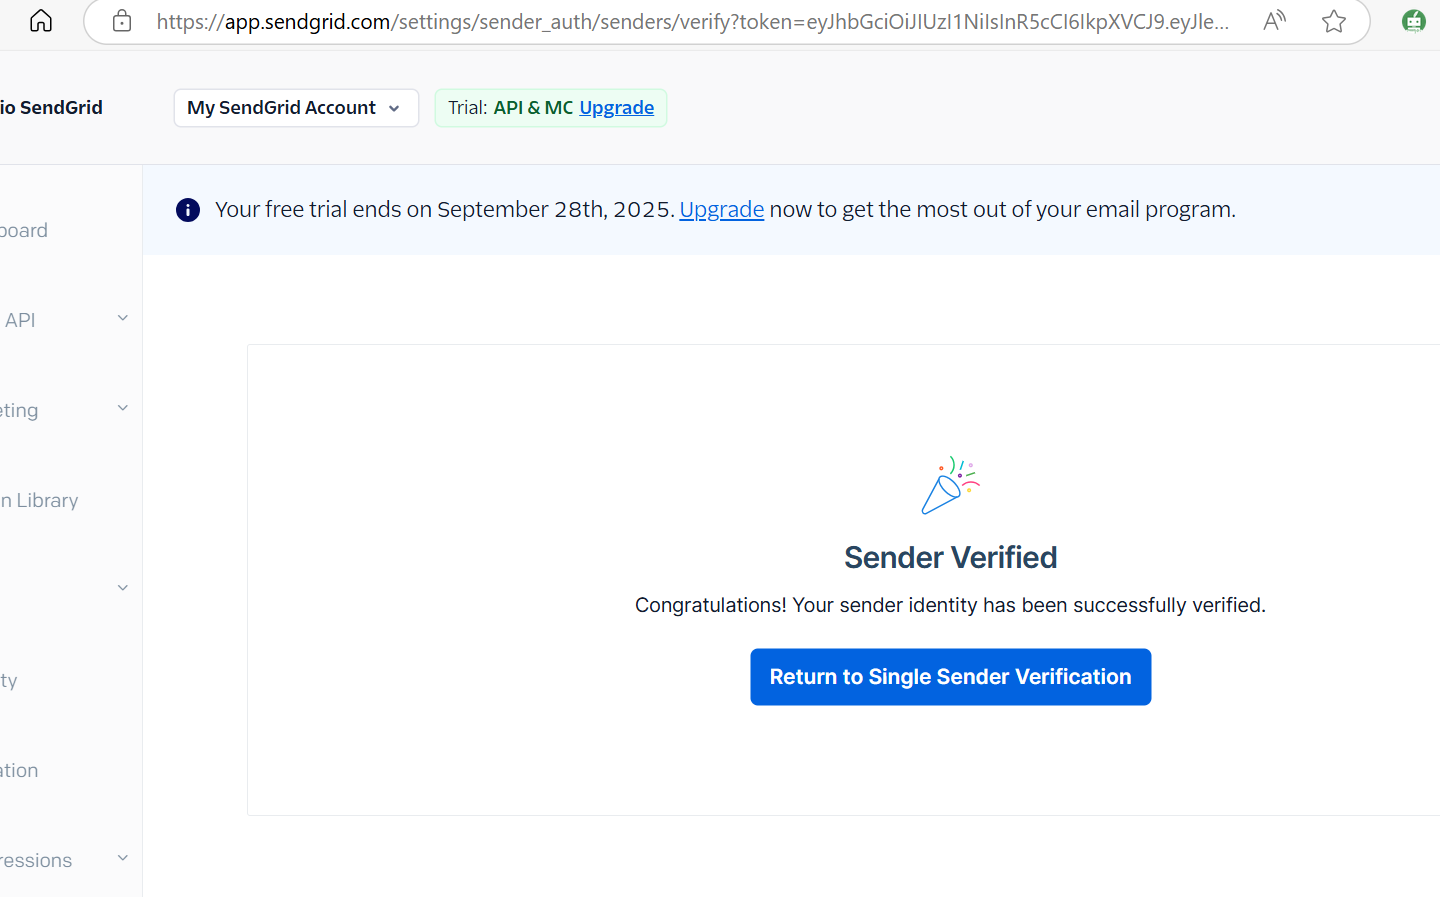 https://app.sendgrid.com/settings/sender_auth/senders/verify?token=eyJhbGciOiJIUzI1NiIsInR5cCI6IkpXVCJ9.eyJle...
io SendGrid
My SendGrid Account
Trial: API & MC Upgrade
Your free trial ends on September 28th, 2025. Upgrade now to get the most out of your email program.
board
API
eting
n Library
ty
ation
ressions
Sender Verified
Congratulations! Your sender identity has been successfully verified.
Return to Single Sender Verification